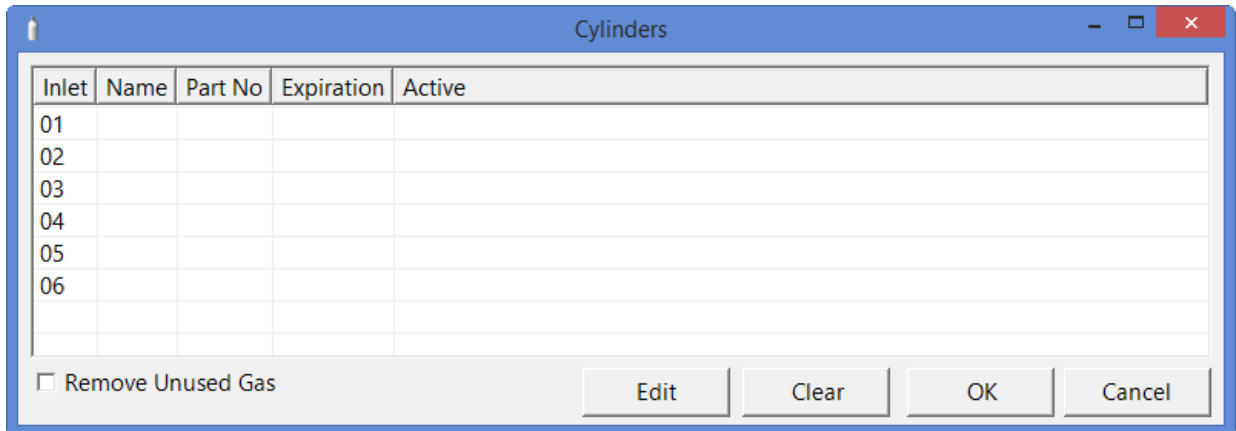 Cylinders
Inlet Name Part No Expiration Active
01
02
03
04
05
06
Remove Unused Gas Edit Clear OK Cancel